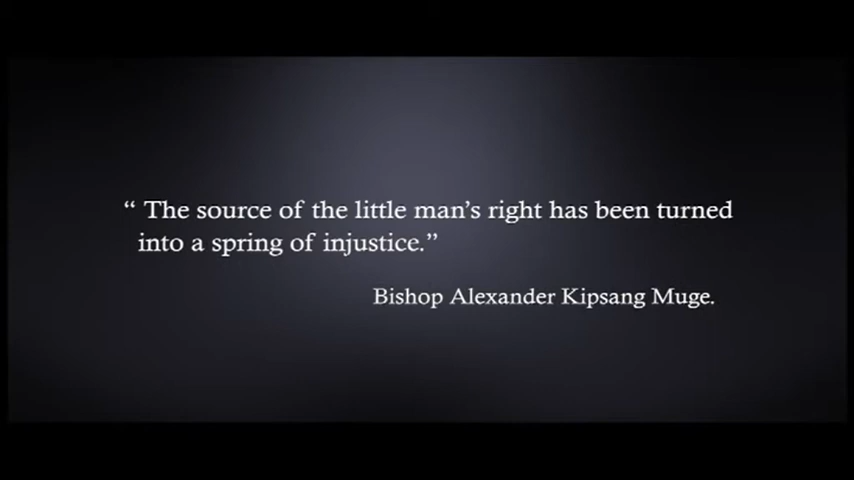 “ The source of the little man’s right has been turned
into a spring of injustice.”
Bishop Alexander Kipsang Muge.